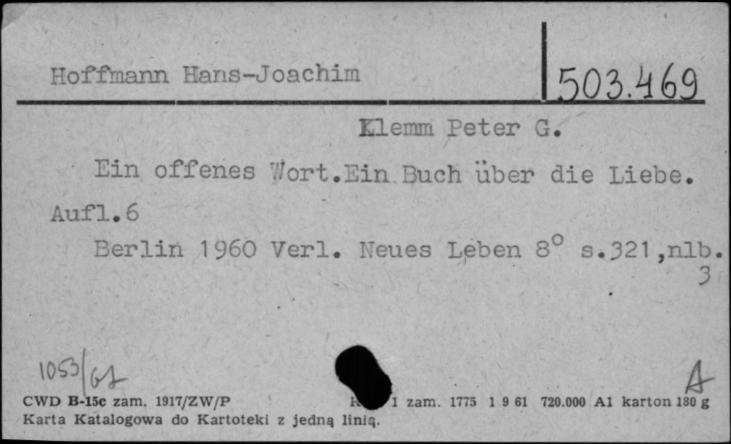 Hoffmann Hans-Joachim
503.469
Klemm Peter G.
Ein offenes Wort.Ein Buch über die Liebe.
Aufl.6
Berlin 1960 Verl. Neues Leben 8° s.321,nlb.
3
1053/61
A
CWD B-15c zam. 1917/ZW/P 1 zam. 1775 1 9 61 720.000 A1 karton 180 g
Karta Katalogowa do Kartoteki z jedną linią.